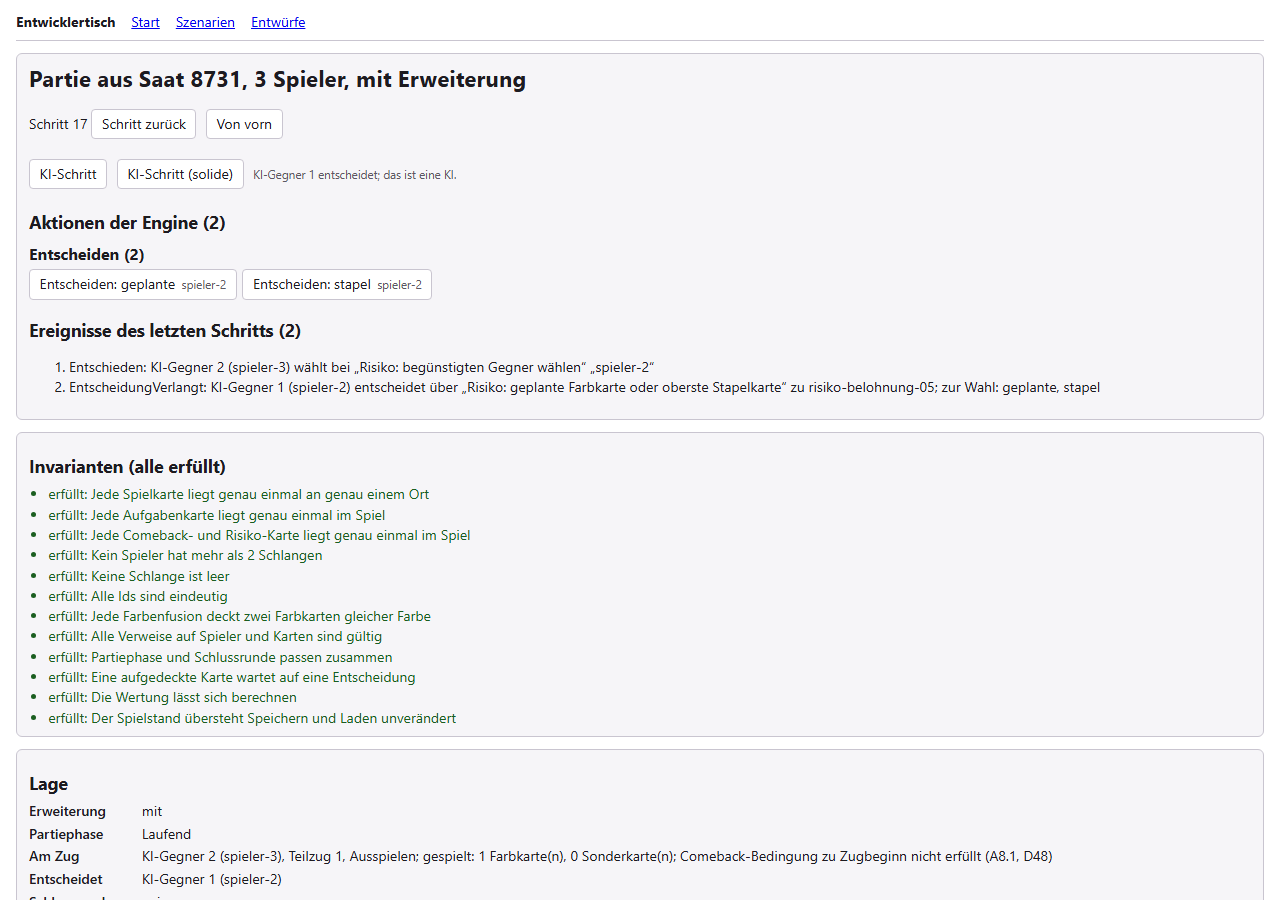 Entwicklertisch Start Szenarien Entwürfe
Partie aus Saat 8731, 3 Spieler, mit Erweiterung
Schritt 17 Schritt zurück Von vorn
KI-Schritt KI-Schritt (solide) KI-Gegner 1 entscheidet; das ist eine KI.
Aktionen der Engine (2)
Entscheiden (2)
Entscheiden: geplante spieler-2 Entscheiden: stapel spieler-2
Ereignisse des letzten Schritts (2)
1. Entschieden: KI-Gegner 2 (spieler-3) wählt bei „Risiko: begünstigten Gegner wählen“ „spieler-2“
2. EntscheidungVerlangt: KI-Gegner 1 (spieler-2) entscheidet über „Risiko: geplante Farbkarte oder oberste Stapelkarte“ zu risiko-belohnung-05; zur Wahl: geplante, stapel
Invarianten (alle erfüllt)
• erfüllt: Jede Spielkarte liegt genau einmal an genau einem Ort
• erfüllt: Jede Aufgabenkarte liegt genau einmal im Spiel
• erfüllt: Jede Comeback- und Risiko-Karte liegt genau einmal im Spiel
• erfüllt: Kein Spieler hat mehr als 2 Schlangen
• erfüllt: Keine Schlange ist leer
• erfüllt: Alle Ids sind eindeutig
• erfüllt: Jede Farbenfusion deckt zwei Farbkarten gleicher Farbe
• erfüllt: Alle Verweise auf Spieler und Karten sind gültig
• erfüllt: Partiephase und Schlussrunde passen zusammen
• erfüllt: Eine aufgedeckte Karte wartet auf eine Entscheidung
• erfüllt: Die Wertung lässt sich berechnen
• erfüllt: Der Spielstand übersteht Speichern und Laden unverändert
Lage
Erweiterung mit
Partiephase Laufend
Am Zug KI-Gegner 2 (spieler-3), Teilzug 1, Ausspielen; gespielt: 1 Farbkarte(n), 0 Sonderkarte(n); Comeback-Bedingung zu Zugbeginn nicht erfüllt (A8.1, D48)
Entscheidet KI-Gegner 1 (spieler-2)